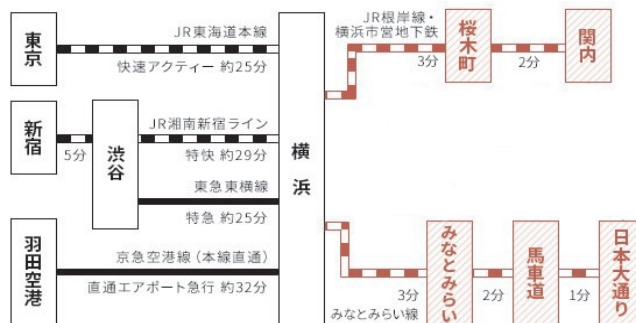 東京
JR東海道本線
快速アクティー 約25分
新宿
5分
渋谷
JR湘南新宿ライン
特快 約29分
東急東横線
特急 約25分
羽田空港
京急空港線（本線直通）
直通エアポート急行 約32分
横浜
JR根岸線・
横浜市営地下鉄
3分
桜木町
2分
関内
3分
みなとみらい線
みなとみらい
2分
馬車道
1分
日本大通り